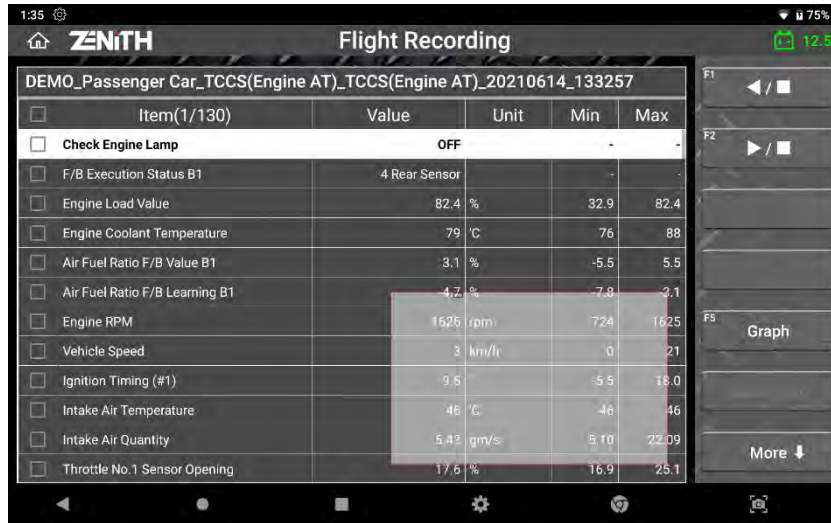 1:35 75%
ZENITH Flight Recording 12.5
DEMO_Passenger Car_TCCS(Engine AT)_TCCS(Engine AT)_20210614_133257
Item(1/130) Value Unit Min Max
Check Engine Lamp OFF - -
F/B Execution Status B1 4 Rear Sensor - -
Engine Load Value 82.4 % 32.9 82.4
Engine Coolant Temperature 79 'C 76 88
Air Fuel Ratio F/B Value B1 3.1 % -5.5 5.5
Air Fuel Ratio F/B Learning B1 -4.7 % -7.8 -3.1
Engine RPM 1626 rpm 724 1625
Vehicle Speed 3 km/h 0 21
Ignition Timing (#1) 9.6 5.5 18.0
Intake Air Temperature 46 'C 46 46
Intake Air Quantity 5.43 gm/s 5.10 22.09
Throttle No.1 Sensor Opening 17.6 % 16.9 25.1
F1 ◀/■
F2 ▶/■
F5 Graph
More ⬇